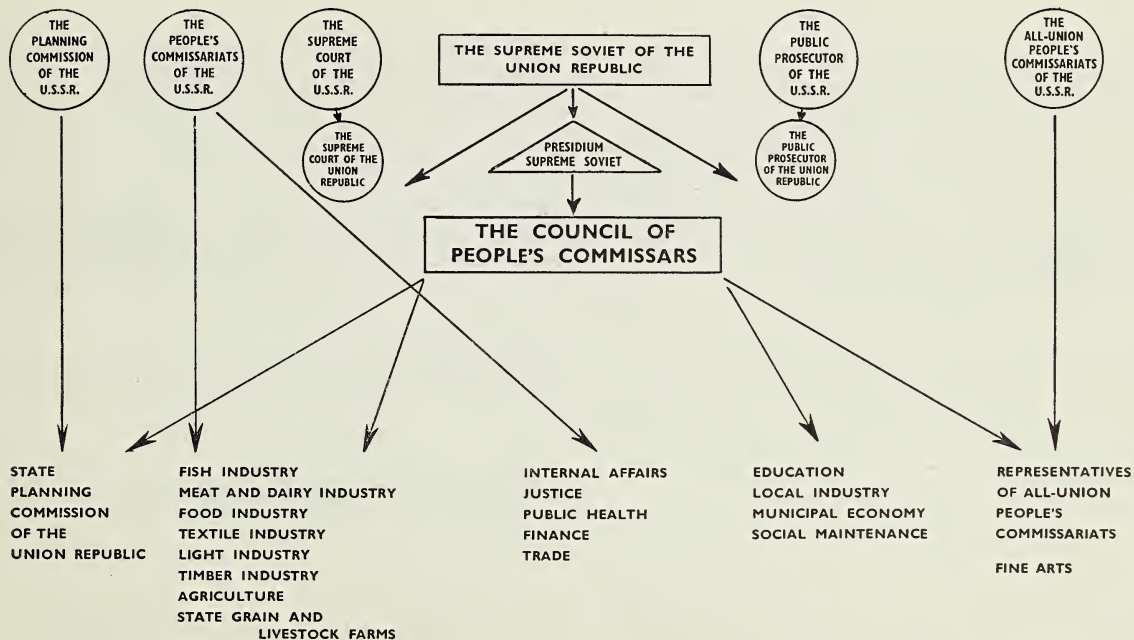 THE
PLANNING
COMMISSION
OF THE
U.S.S.R.
THE
PEOPLE'S
COMMISSARIATS
OF THE
U.S.S.R.
THE
SUPREME
COURT
OF THE
U.S.S.R.
THE SUPREME SOVIET OF THE
UNION REPUBLIC
THE
PUBLIC
PROSECUTOR
OF THE
U.S.S.R.
THE
ALL-UNION
PEOPLE'S
COMMISSARIATS
OF THE
U.S.S.R.
THE
SUPREME
COURT OF THE
UNION
REPUBLIC
PRESIDIUM
SUPREME SOVIET
THE
PUBLIC
PROSECUTOR
OF THE UNION
REPUBLIC
THE COUNCIL OF
PEOPLE'S COMMISSARS
STATE
PLANNING
COMMISSION
OF THE
UNION REPUBLIC
FISH INDUSTRY
MEAT AND DAIRY INDUSTRY
FOOD INDUSTRY
TEXTILE INDUSTRY
LIGHT INDUSTRY
TIMBER INDUSTRY
AGRICULTURE
STATE GRAIN AND
LIVESTOCK FARMS
INTERNAL AFFAIRS
JUSTICE
PUBLIC HEALTH
FINANCE
TRADE
EDUCATION
LOCAL INDUSTRY
MUNICIPAL ECONOMY
SOCIAL MAINTENANCE
REPRESENTATIVES
OF ALL-UNION
PEOPLE'S
COMMISSARIATS
FINE ARTS